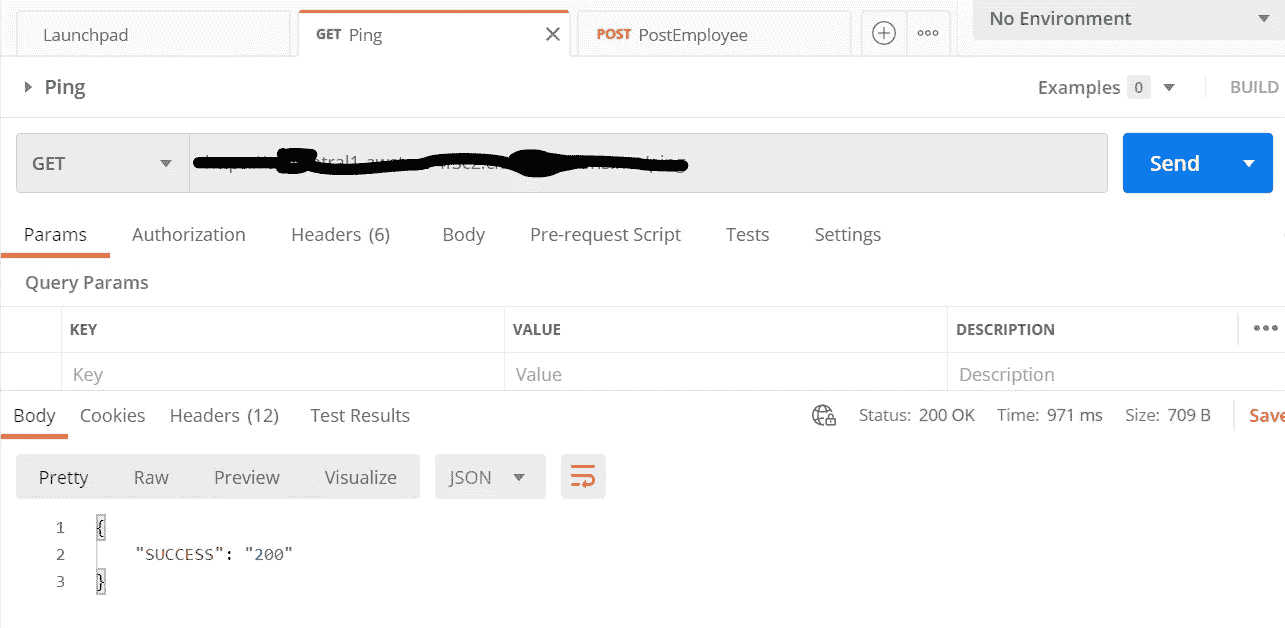 Launchpad
GET Ping
POST PostEmployee
No Environment
Ping
Examples 0
BUILD
GET
Send
Params
Authorization
Headers (6)
Body
Pre-request Script
Tests
Settings
Query Params
KEY
VALUE
DESCRIPTION
Key
Value
Description
Body
Cookies
Headers (12)
Test Results
Status: 200 OK
Time: 971 ms
Size: 709 B
Save
Pretty
Raw
Preview
Visualize
JSON
1 {
2 "SUCCESS": "200"
3 }